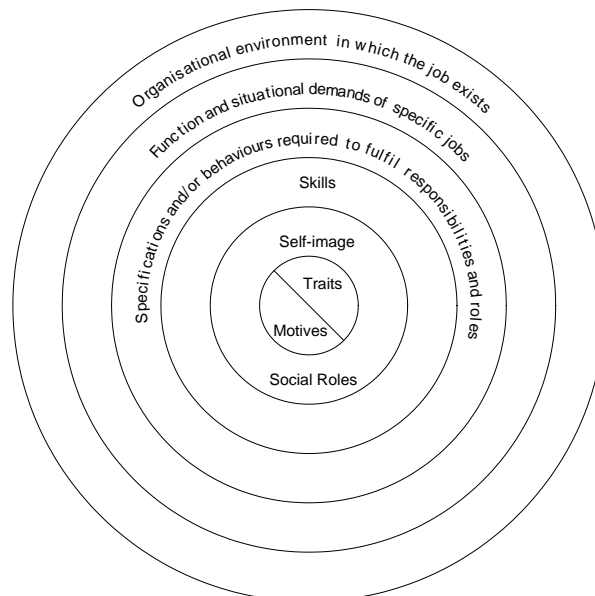 Organisational environment in which the job exists
Function and situational demands of specific jobs
Specifications and/or behaviours required to fulfil responsibilities and roles
Skills
Self-image
Traits
Motives
Social Roles